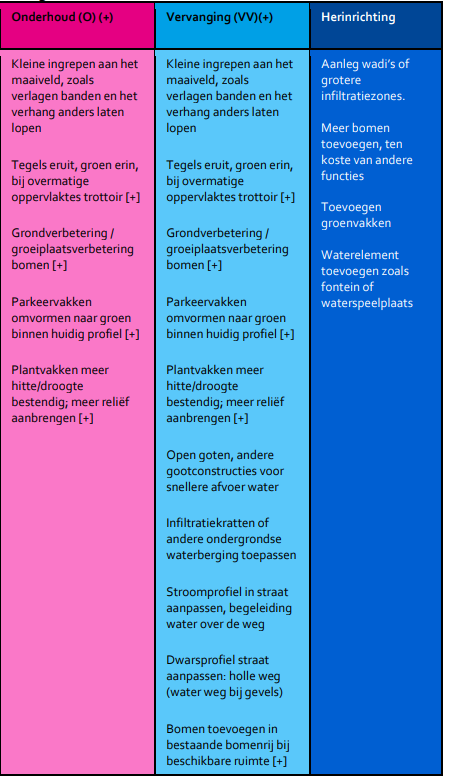 Onderhoud (O) (+)
Kleine ingrepen aan het
maaiveld, zoals
verlagen banden en het
verhang anders laten
lopen
Tegels eruit, groen erin,
bij overmatige
oppervlaktes trottoir [+]
Grondverbetering /
groeiplaatsverbetering
bomen [+]
Parkeervakken
omvormen naar groen
binnen huidig profiel [+]
Plantvakken meer
hitte/droogte
bestendig; meer reliëf
aanbrengen [+]
Vervanging (VV)(+)
Kleine ingrepen aan het
maaiveld, zoals
verlagen banden en het
verhang anders laten
lopen
Tegels eruit, groen erin,
bij overmatige
oppervlaktes trottoir [+]
Grondverbetering /
groeiplaatsverbetering
bomen [+]
Parkeervakken
omvormen naar groen
binnen huidig profiel [+]
Plantvakken meer
hitte/droogte
bestendig; meer reliëf
aanbrengen [+]
Open goten, andere
gootconstructies voor
snellere afvoer water
Infiltratiekratten of
andere ondergrondse
waterberging toepassen
Stroomprofiel in straat
aanpassen, begeleiding
water over de weg
Dwarsprofiel straat
aanpassen: holle weg
(water weg bij gevels)
Bomen toevoegen in
bestaande bomenrij bij
beschikbare ruimte [+]
Herinrichting
Aanleg wadi's of
grotere
infiltratiezones.
Meer bomen
toevoegen, ten
koste van andere
functies
Toevoegen
groenvakken
Waterelement
toevoegen zoals
fontein of
waterspeelplaats